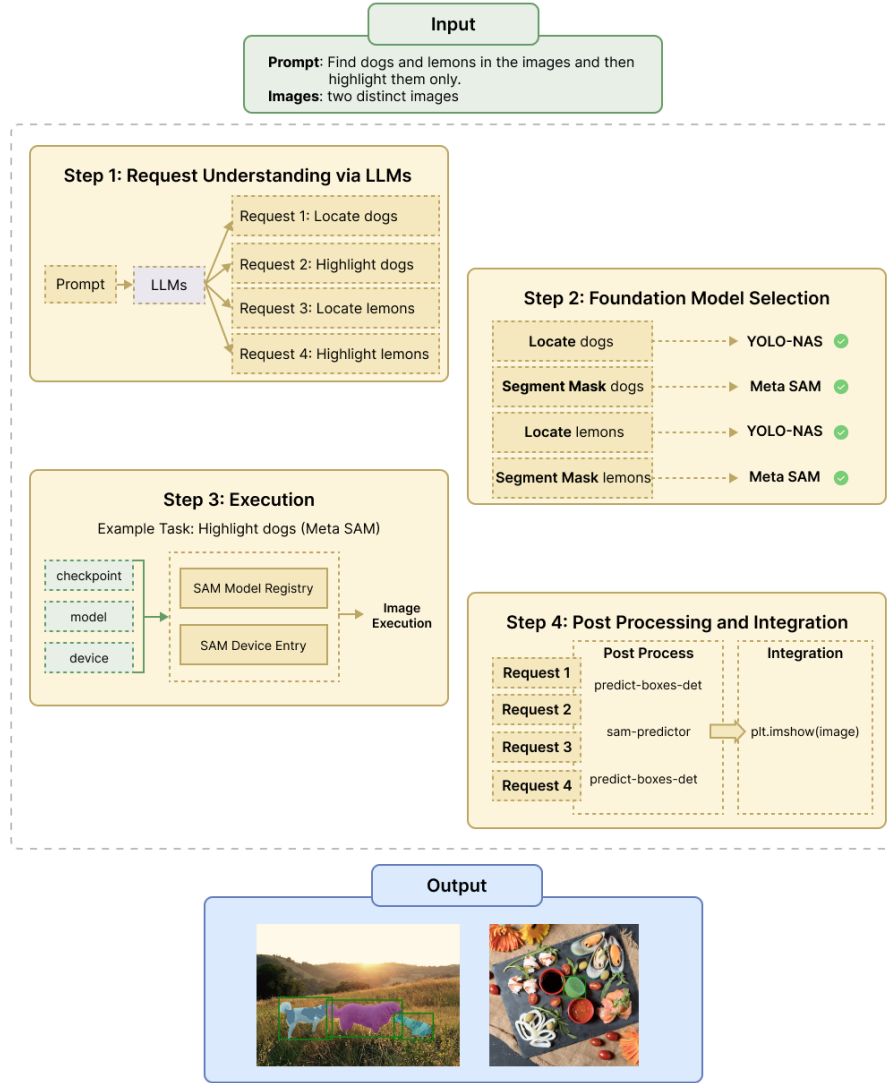 Input
Prompt: Find dogs and lemons in the images and then
highlight them only.
Images: two distinct images
Step 1: Request Understanding via LLMs
Prompt
LLMs
Request 1: Locate dogs
Request 2: Highlight dogs
Request 3: Locate lemons
Request 4: Highlight lemons
Step 2: Foundation Model Selection
Locate dogs
YOLO-NAS
Segment Mask dogs
Meta SAM
Locate lemons
YOLO-NAS
Segment Mask lemons
Meta SAM
Step 3: Execution
Example Task: Highlight dogs (Meta SAM)
checkpoint
model
device
SAM Model Registry
SAM Device Entry
Image
Execution
Step 4: Post Processing and Integration
Request 1
Request 2
Request 3
Request 4
Post Process
predict-boxes-det
sam-predictor
predict-boxes-det
Integration
plt.imshow(image)
Output